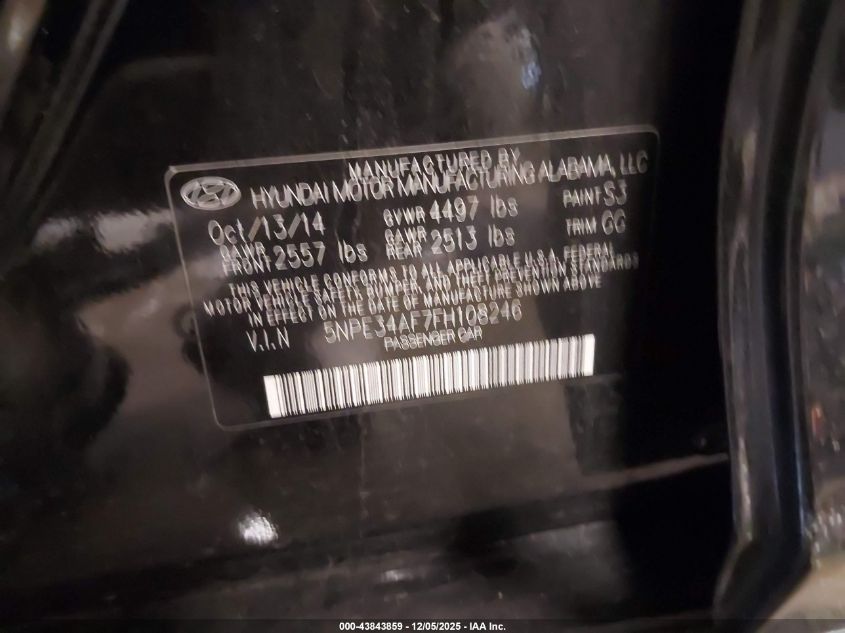 MANUFACTURED BY
HYUNDAI MOTOR MANUFACTURING ALABAMA, LLC
Oct/13/14 GVWR 4497 lbs PAINT S3
GAWR FRONT 2557 lbs GAWR REAR 2513 lbs TRIM GG
THIS VEHICLE CONFORMS TO ALL APPLICABLE U.S.A. FEDERAL
MOTOR VEHICLE SAFETY BUMPER, AND THEFT PREVENTION STANDARDS
IN EFFECT ON THE DATE OF MANUFACTURE SHOWN ABOVE
V.I.N 5NPE34AF7FH108246
PASSENGER CAR
000-43843859 - 12/05/2025 - IAA Inc.